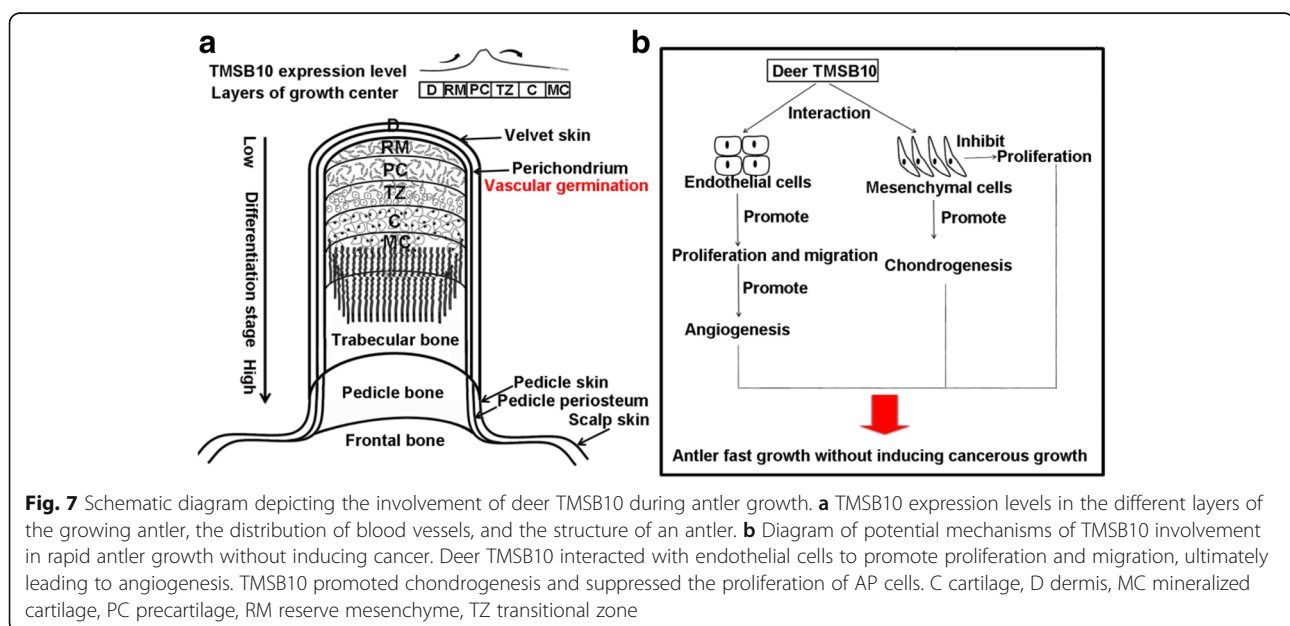 a
TMSB10 expression level
Layers of growth center
D RM PC TZ C MC
Low
Differentiation stage
High
D
RM
PC
TZ
C
MC
Velvet skin
Perichondrium
Vascular germination
Trabecular bone
Pedicle bone
Frontal bone
Pedicle skin
Pedicle periosteum
Scalp skin
b
Deer TMSB10
Interaction
Endothelial cells
Inhibit
Proliferation
Mesenchymal cells
Promote
Promote
Proliferation and migration
Chondrogenesis
Promote
Angiogenesis
Antler fast growth without inducing cancerous growth
Fig. 7 Schematic diagram depicting the involvement of deer TMSB10 during antler growth. a TMSB10 expression levels in the different layers of
the growing antler, the distribution of blood vessels, and the structure of an antler. b Diagram of potential mechanisms of TMSB10 involvement
in rapid antler growth without inducing cancer. Deer TMSB10 interacted with endothelial cells to promote proliferation and migration, ultimately
leading to angiogenesis. TMSB10 promoted chondrogenesis and suppressed the proliferation of AP cells. C cartilage, D dermis, MC mineralized
cartilage, PC precartilage, RM reserve mesenchyme, TZ transitional zone